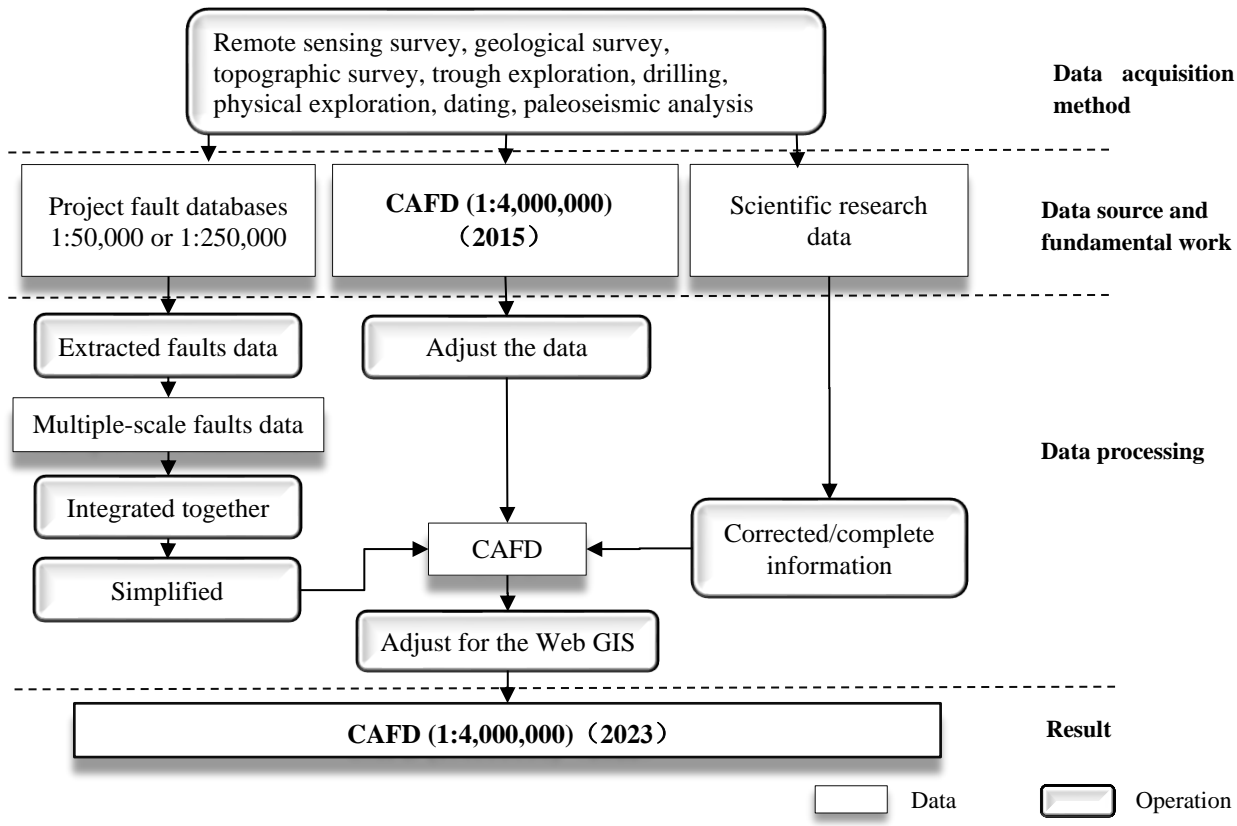 Remote sensing survey, geological survey,
topographic survey, trough exploration, drilling,
physical exploration, dating, paleoseismic analysis
Data acquisition
method
Project fault databases
1:50,000 or 1:250,000
CAFD (1:4,000,000)
（2015）
Scientific research
data
Data source and
fundamental work
Extracted faults data
Adjust the data
Multiple-scale faults data
Data processing
Integrated together
Simplified
CAFD
Corrected/complete
information
Adjust for the Web GIS
CAFD (1:4,000,000)（2023）
Result
Data
Operation